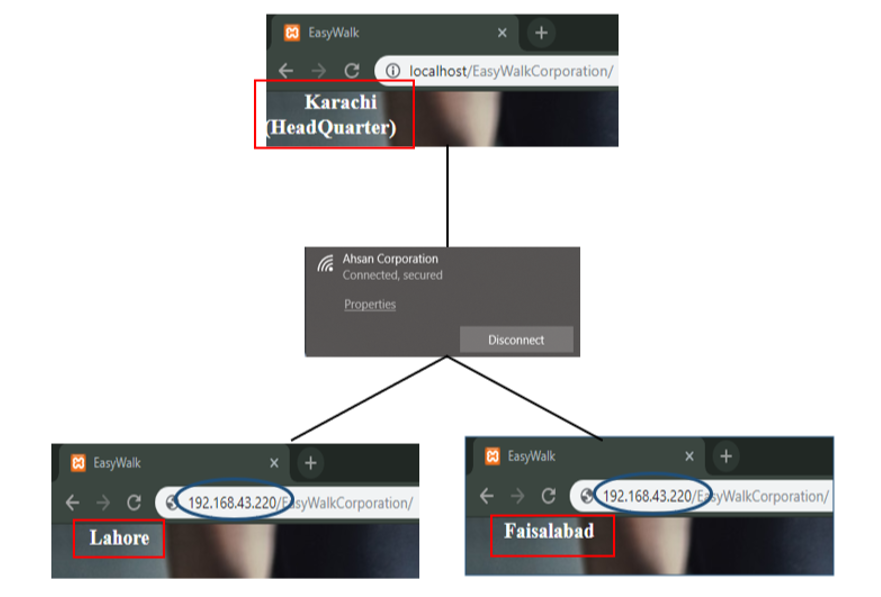 EasyWalk
localhost/EasyWalkCorporation/
Karachi
(HeadQuarter)
Ahsan Corporation
Connected, secured
Properties
Disconnect
EasyWalk
192.168.43.220/EasyWalkCorporation/
Lahore
EasyWalk
192.168.43.220/EasyWalkCorporation/
Faisalabad